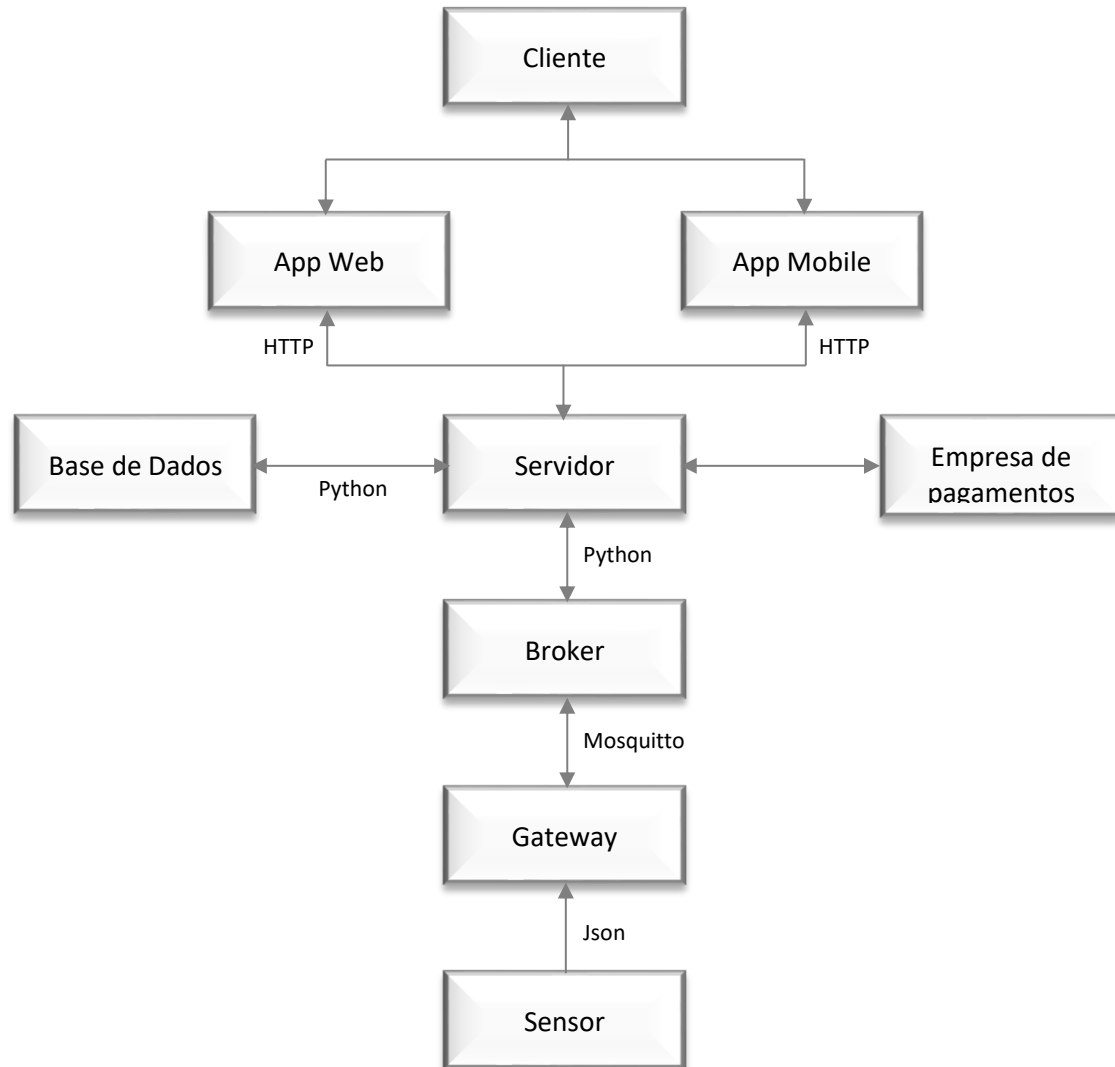 Cliente
App Web
App Mobile
HTTP
HTTP
Base de Dados
Python
Servidor
Empresa de
pagamentos
Python
Broker
Mosquitto
Gateway
Json
Sensor